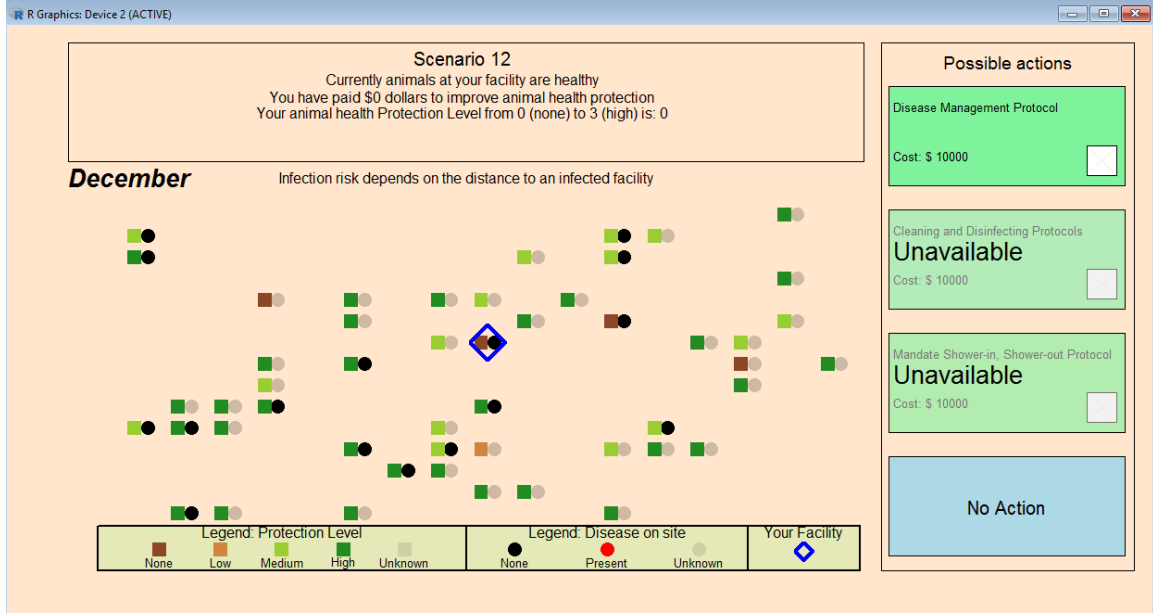 R Graphics: Device 2 (ACTIVE)
Scenario 12
Currently animals at your facility are healthy
You have paid $0 dollars to improve animal health protection
Your animal health Protection Level from 0 (none) to 3 (high) is: 0
December
Infection risk depends on the distance to an infected facility
Legend: Protection Level
None Low Medium High Unknown
Legend: Disease on site
None Present Unknown
Your Facility
Possible actions
Disease Management Protocol
Cost: $ 10000
Cleaning and Disinfecting Protocols
Unavailable
Cost: $ 10000
Mandate Shower-in, Shower-out Protocol
Unavailable
Cost: $ 10000
No Action